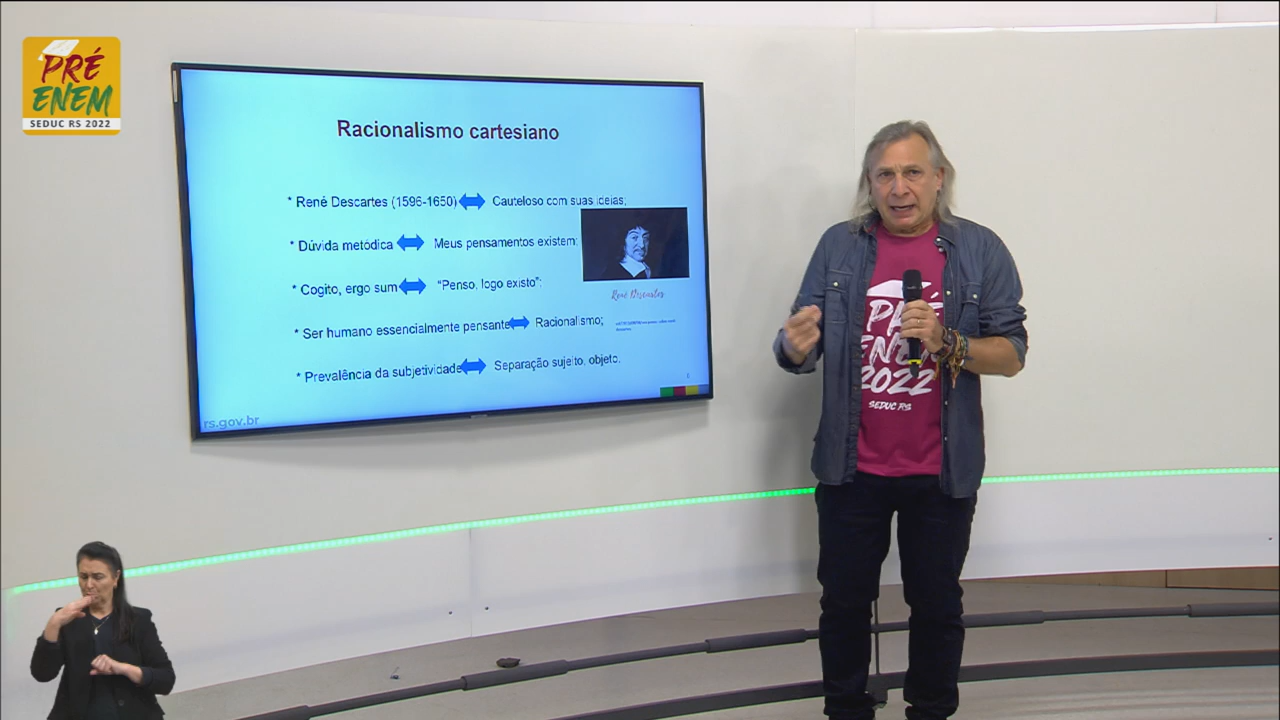 PRÉ
ENEM
SEDUC RS 2022
Racionalismo cartesiano
* René Descartes (1596-1650) Cauteloso com suas ideias;
* Dúvida metódica Meus pensamentos existem;
* Cogito, ergo sum "Penso, logo existo";
René Descartes
* Ser humano essencialmente pensante Racionalismo;
* Prevalência da subjetividade Separação sujeito, objeto.
rs.gov.br
PRÉ
ENEM
2022
SEDUC RS